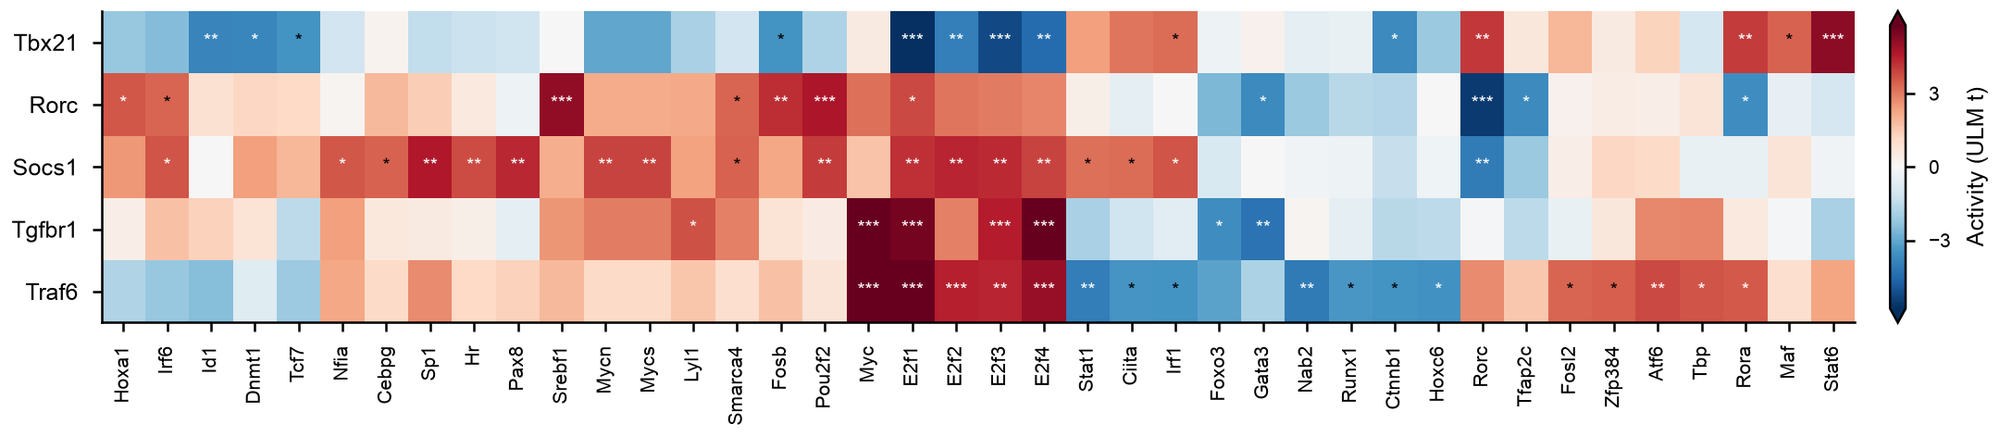 Tbx21 ** * * * *** ** *** ** * * ** ** * ***
Rorc * * *** * ** *** * * *** * *
Socs1 * * * ** ** ** ** ** * ** ** ** ** ** * * * **
Tgfbr1 * *** *** *** *** * **
Traf6 *** *** *** ** *** ** * * ** * * * * * ** * *
Hoxa1 Irf6 Id1 Dnmt1 Tcf7 Nfia Cebpg Sp1 Hr Pax8 Srebf1 Mycn Mycs Lyl1 Smarca4 Fosb Pou2f2 Myc E2f1 E2f2 E2f3 E2f4 Stat1 Ciita Irf1 Foxo3 Gata3 Nab2 Runx1 Ctnnb1 Hoxc6 Rorc Tfap2c Fosl2 Zfp384 Atf6 Tbp Rora Maf Stat6
3
0
−3
Activity (ULM t)